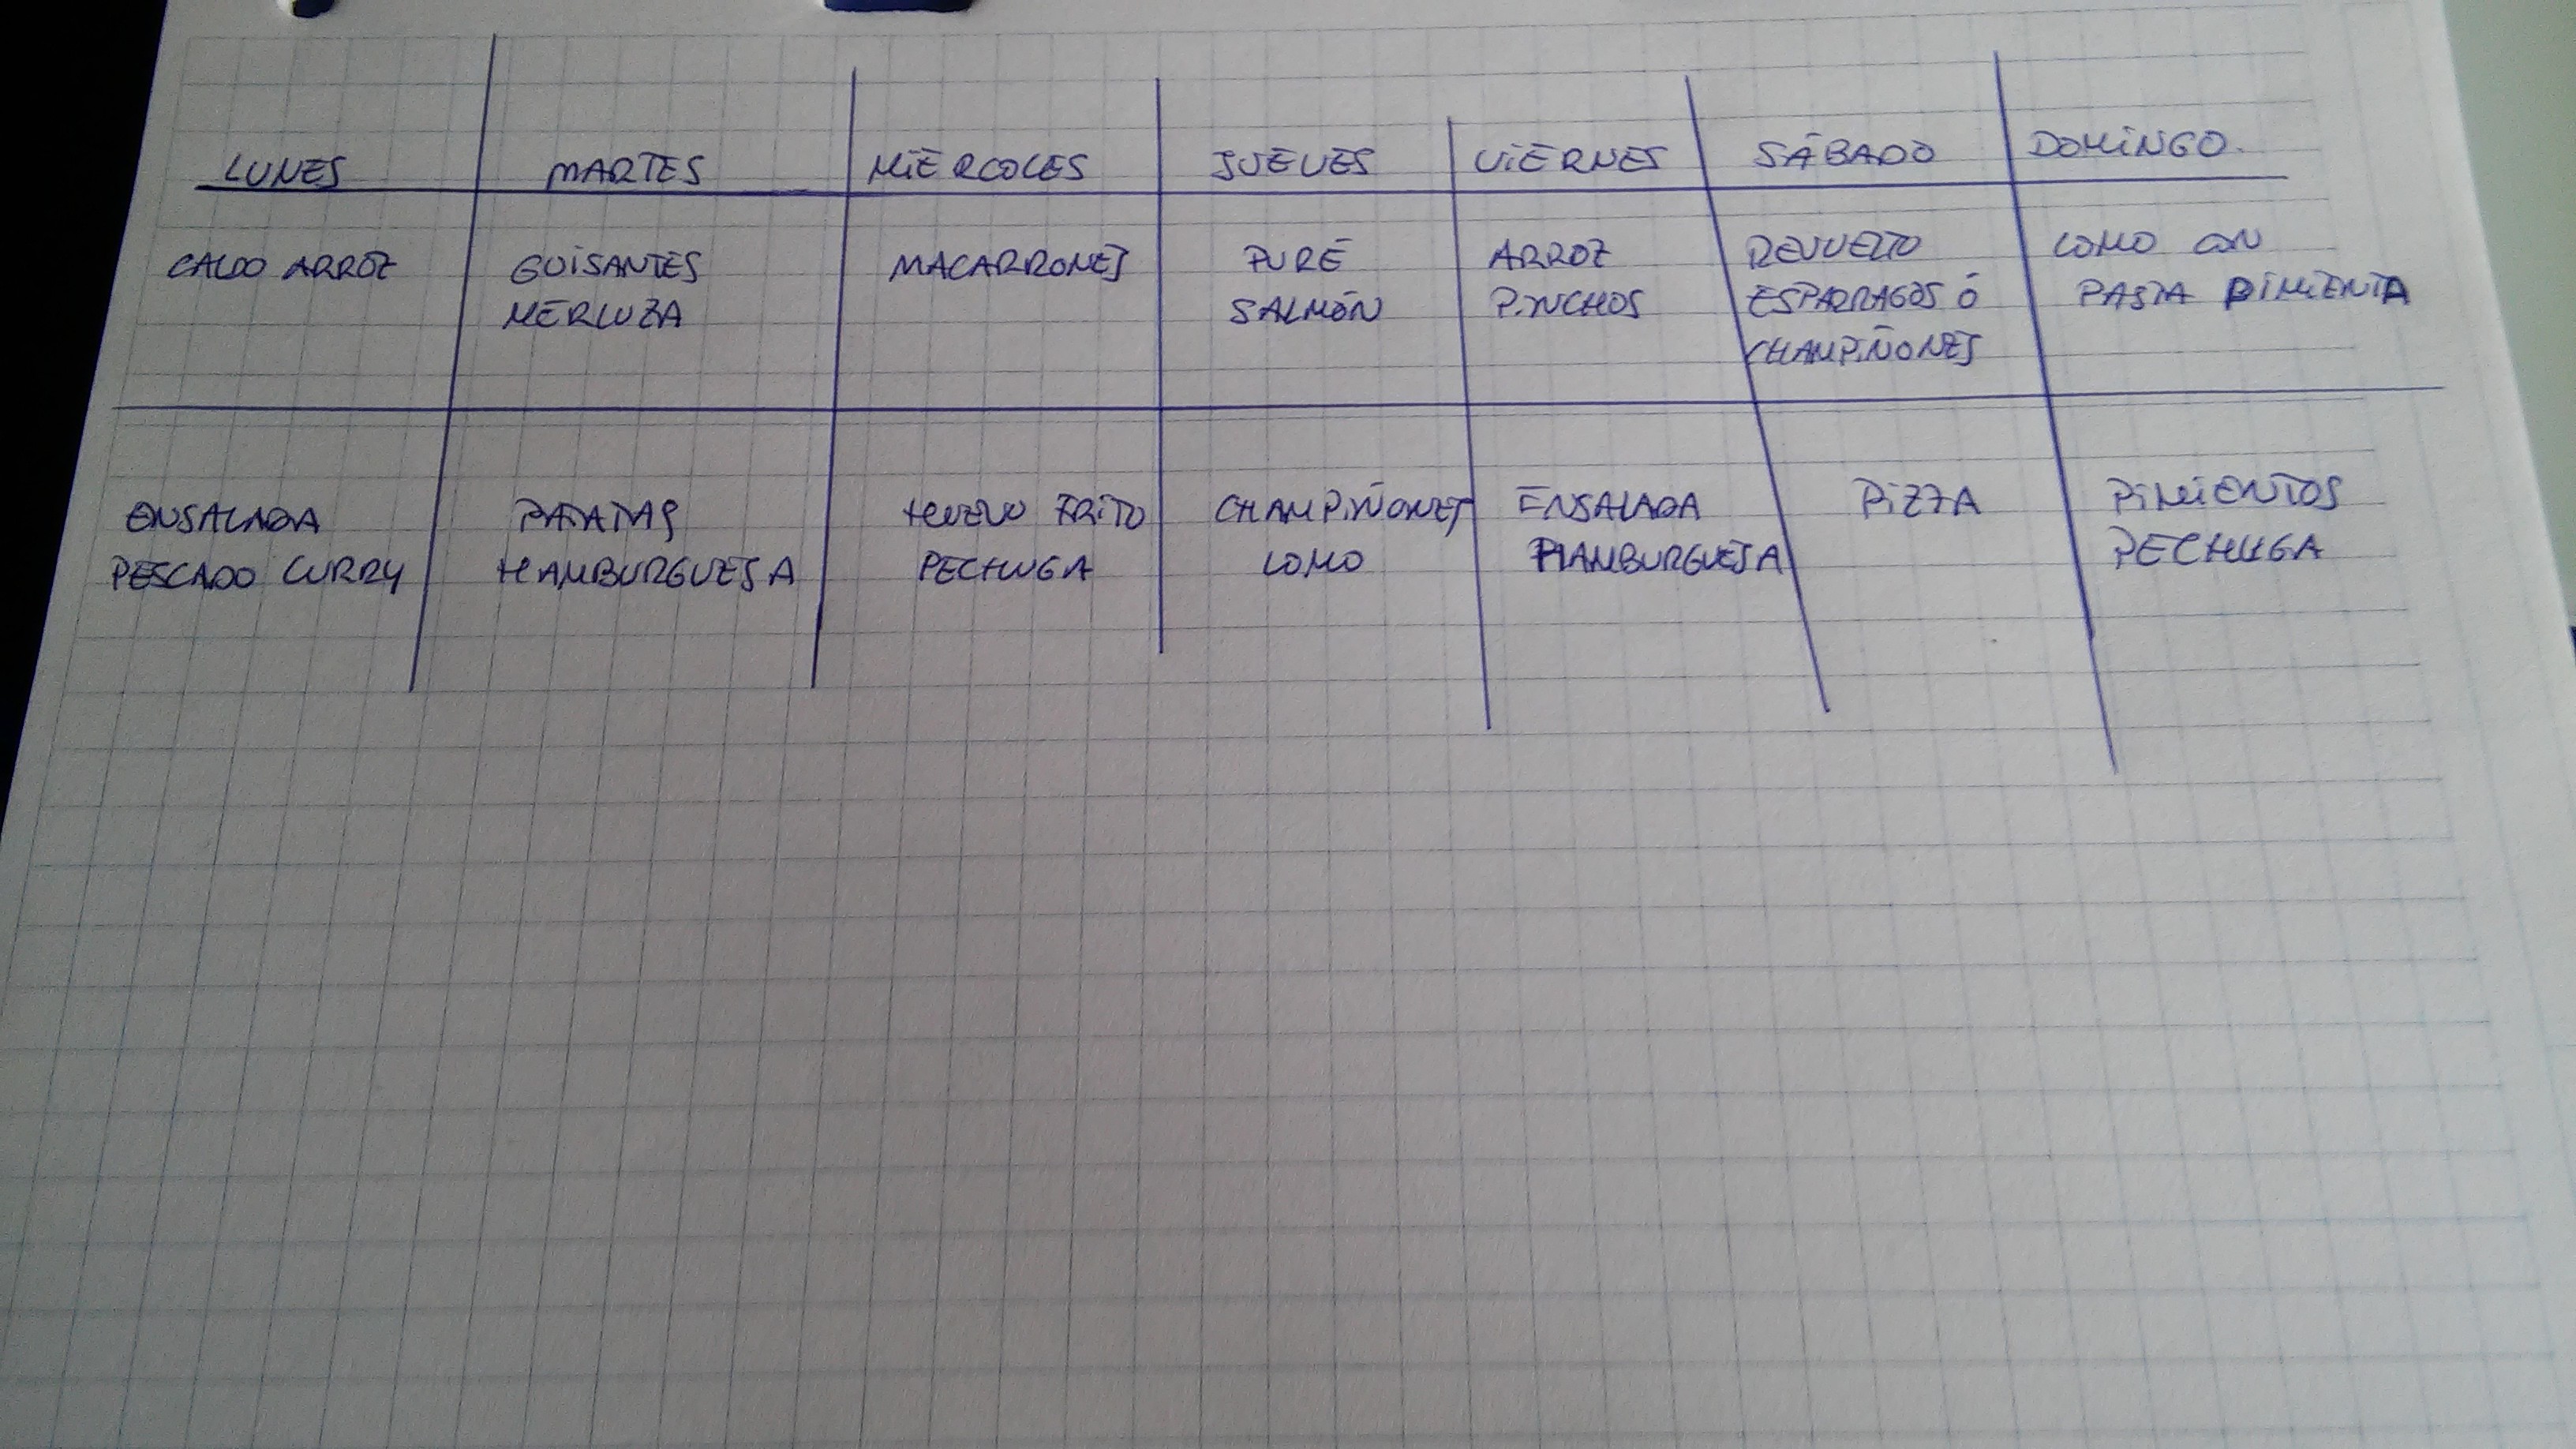 LUNES MARTES MIÉRCOLES JUEVES VIERNES SÁBADO DOMINGO.
CALDO ARROZ GUISANTES MACARRONES PURÉ ARROZ REVUELTO LOMO CON
MERLUZA SALMÓN PINCHOS ESPARRAGOS Ó PASTA PIMIENTA
CHAMPIÑONES
ENSALADA PATATAS HUEVO FRITO CHAMPIÑONES ENSALADA PIZZA PIMIENTOS
PESCADO CURRY HAMBURGUESA PECHUGA LOMO HAMBURGUESA PECHUGA